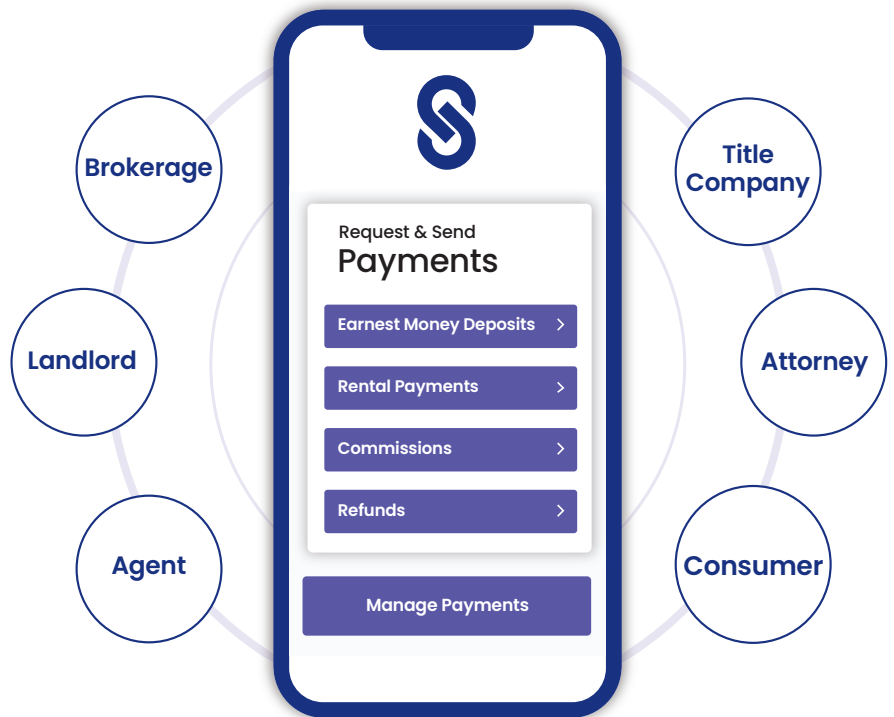 Brokerage
Landlord
Agent
Request & Send
Payments
Earnest Money Deposits
Rental Payments
Commissions
Refunds
Manage Payments
Title
Company
Attorney
Consumer